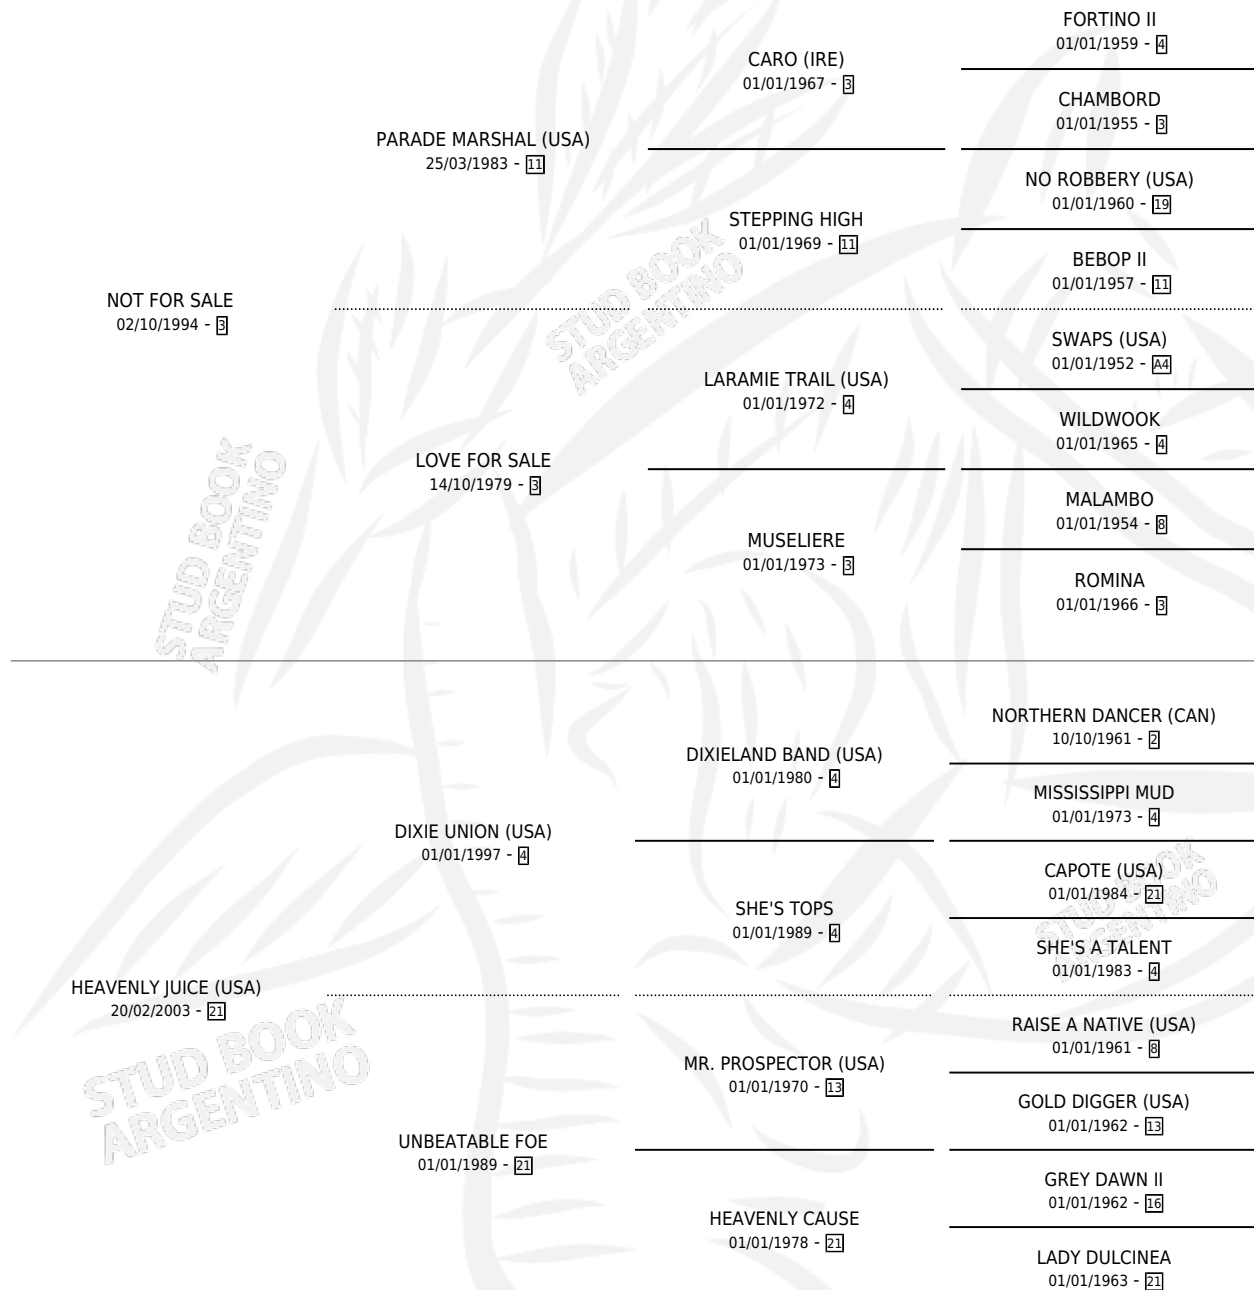 FORTINO II
01/01/1959 - 4
CARO (IRE)
01/01/1967 - 3
CHAMBORD
01/01/1955 - 3
PARADE MARSHAL (USA)
25/03/1983 - 11
NO ROBBERY (USA)
01/01/1960 - 19
STEPPING HIGH
01/01/1969 - 11
BEBOP II
01/01/1957 - 11
NOT FOR SALE
02/10/1994 - 3
SWAPS (USA)
01/01/1952 - A4
LARAMIE TRAIL (USA)
01/01/1972 - 4
WILDWOOK
01/01/1965 - 4
LOVE FOR SALE
14/10/1979 - 3
MALAMBO
01/01/1954 - 8
MUSELIERE
01/01/1973 - 3
ROMINA
01/01/1966 - 3
STUD BOOK
ARGENTINO
STUD BOOK
ARGENTINO
NORTHERN DANCER (CAN)
10/10/1961 - 2
DIXIELAND BAND (USA)
01/01/1980 - 4
MISSISSIPPI MUD
01/01/1973 - 4
DIXIE UNION (USA)
01/01/1997 - 4
CAPOTE (USA)
01/01/1984 - 21
SHE'S TOPS
01/01/1989 - 4
SHE'S A TALENT
01/01/1983 - 4
HEAVENLY JUICE (USA)
20/02/2003 - 21
RAISE A NATIVE (USA)
01/01/1961 - 8
MR. PROSPECTOR (USA)
01/01/1970 - 13
GOLD DIGGER (USA)
01/01/1962 - 13
UNBEATABLE FOE
01/01/1989 - 21
GREY DAWN II
01/01/1962 - 16
HEAVENLY CAUSE
01/01/1978 - 21
LADY DULCINEA
01/01/1963 - 21
STUD BOOK
ARGENTINO
STUD BOOK
ARGENTINO